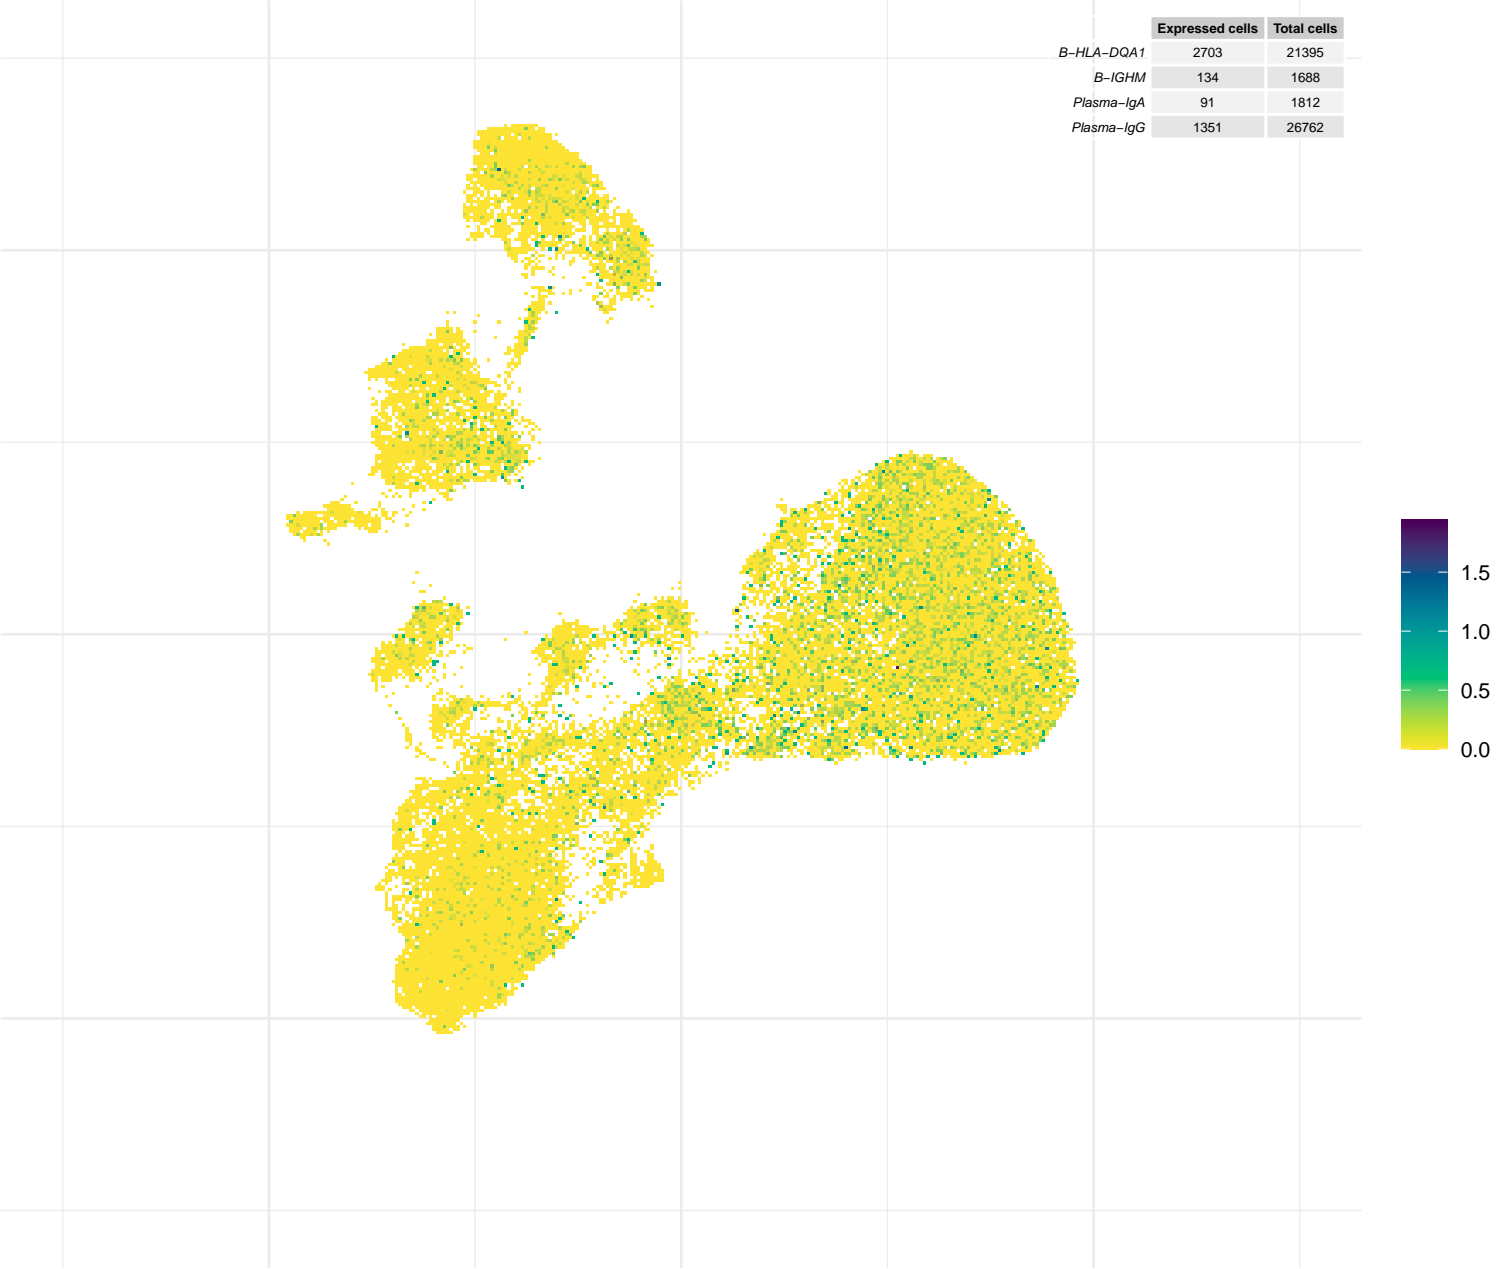 Expressed cells Total cells
B−HLA−DQA1 2703 21395
B−IGHM 134 1688
Plasma−IgA 91 1812
Plasma−IgG 1351 26762
1.5
1.0
0.5
0.0